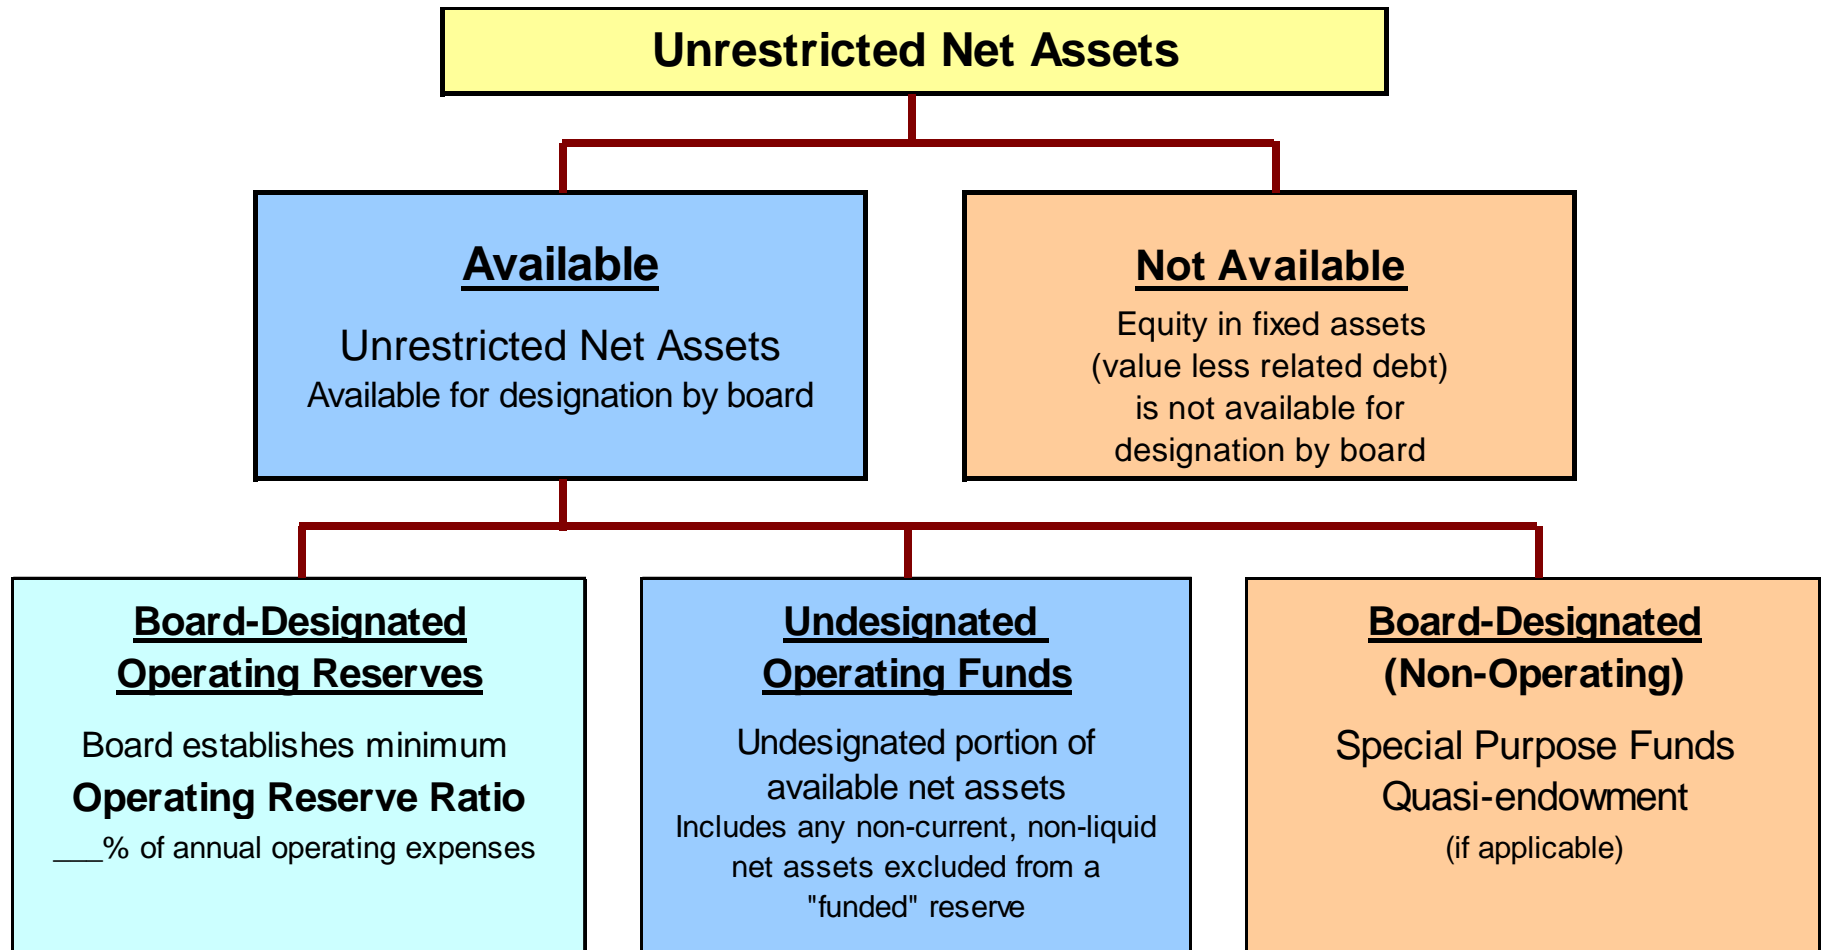 Unrestricted Net Assets
Available
Unrestricted Net Assets
Available for designation by board
Not Available
Equity in fixed assets
(value less related debt)
is not available for
designation by board
Board-Designated
Operating Reserves
Board establishes minimum
Operating Reserve Ratio
___% of annual operating expenses
Undesignated
Operating Funds
Undesignated portion of
available net assets
Includes any non-current, non-liquid
net assets excluded from a
"funded" reserve
Board-Designated
(Non-Operating)
Special Purpose Funds
Quasi-endowment
(if applicable)